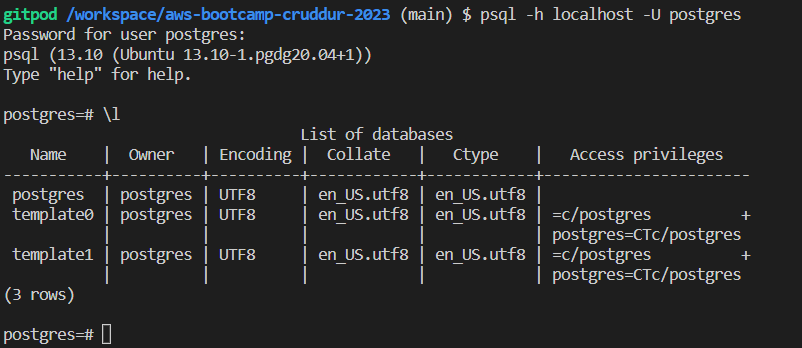 gitpod /workspace/aws-bootcamp-cruddur-2023 (main) $ psql -h localhost -U postgres
Password for user postgres:
psql (13.10 (Ubuntu 13.10-1.pgdg20.04+1))
Type "help" for help.

postgres=# \l
                                 List of databases
   Name    |  Owner   | Encoding |  Collate   |   Ctype    |   Access privileges
-----------+----------+----------+------------+------------+-----------------------
 postgres  | postgres | UTF8     | en_US.utf8 | en_US.utf8 |
 template0 | postgres | UTF8     | en_US.utf8 | en_US.utf8 | =c/postgres          +
           |          |          |            |            | postgres=CTc/postgres
 template1 | postgres | UTF8     | en_US.utf8 | en_US.utf8 | =c/postgres          +
           |          |          |            |            | postgres=CTc/postgres
(3 rows)

postgres=#